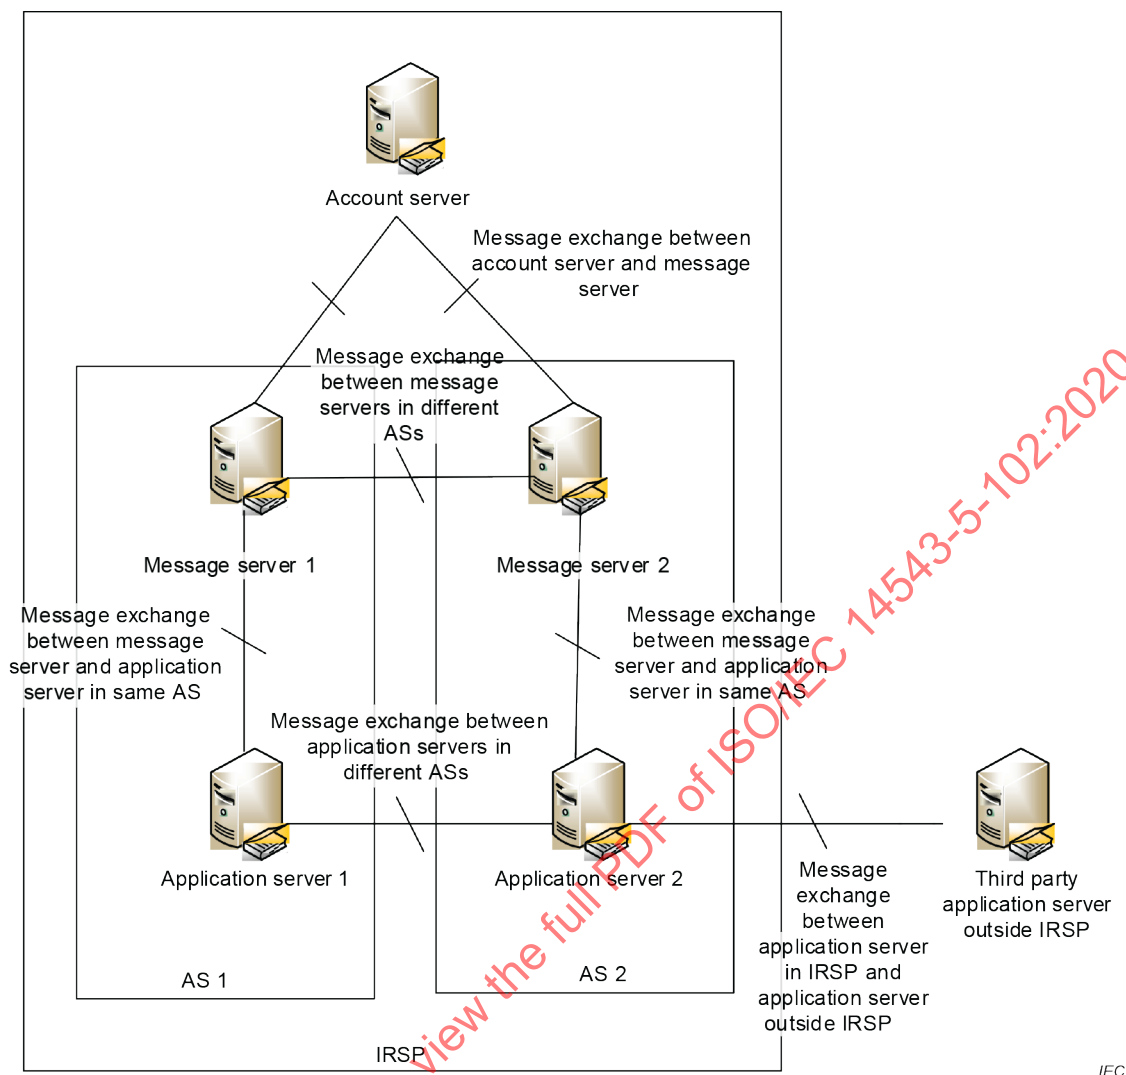 Account server
Message exchange between
account server and message
server
Message exchange
between message
servers in different
ASs
Message server 1
Message server 2
Message exchange
between message
server and application
server in same AS
Message exchange
between message
server and application
server in same AS
Message exchange between
application servers in
different ASs
Application server 1
Application server 2
Message
exchange
between
application server
in IRSP and
application server
outside IRSP
Third party
application server
outside IRSP
AS 1
AS 2
IRSP
IEC
view the full PDF of ISO/IEC 14543-5-102:2020